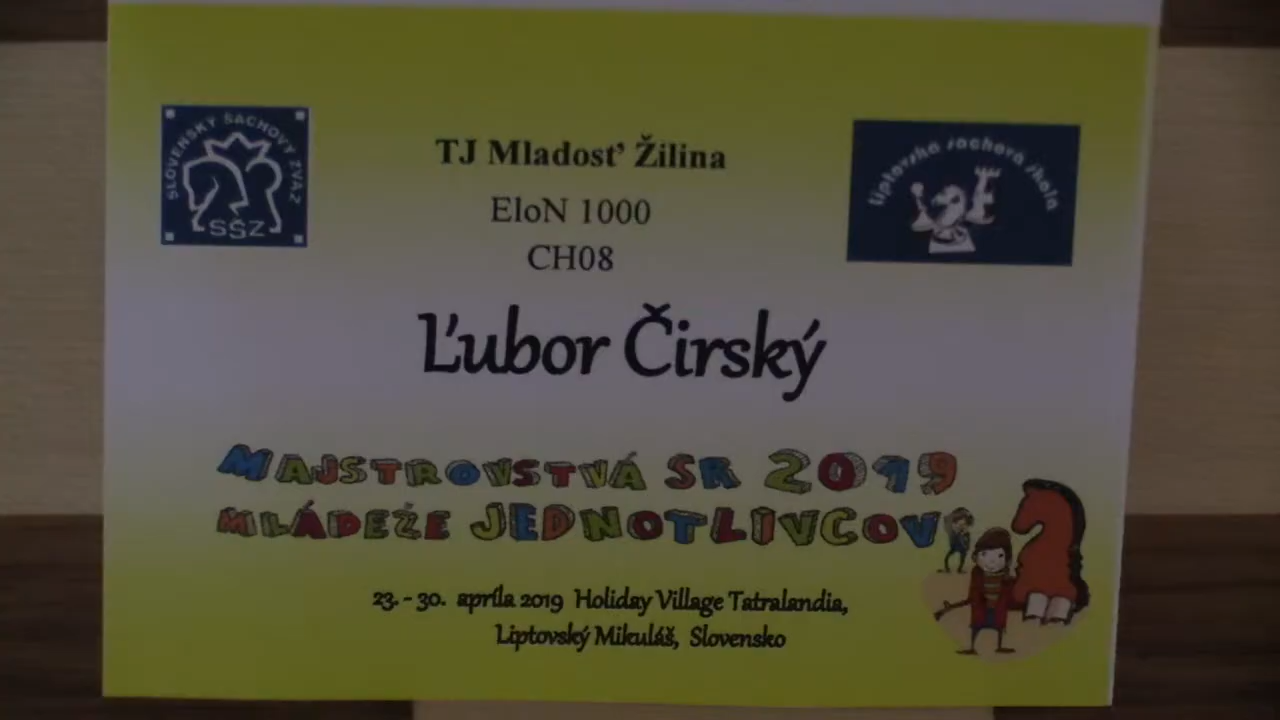 SLOVENSKÝ ŠACHOVÝ ZVÄZ
SŠZ
TJ Mladosť Žilina
EloN 1000
CH08
Liptovská šachová škola
Ľubor Čirský
MAJSTROVSTVÁ SR 2019
MLÁDEŽE JEDNOTLIVCOV
23. - 30. apríla 2019 Holiday Village Tatralandia,
Liptovský Mikuláš, Slovensko